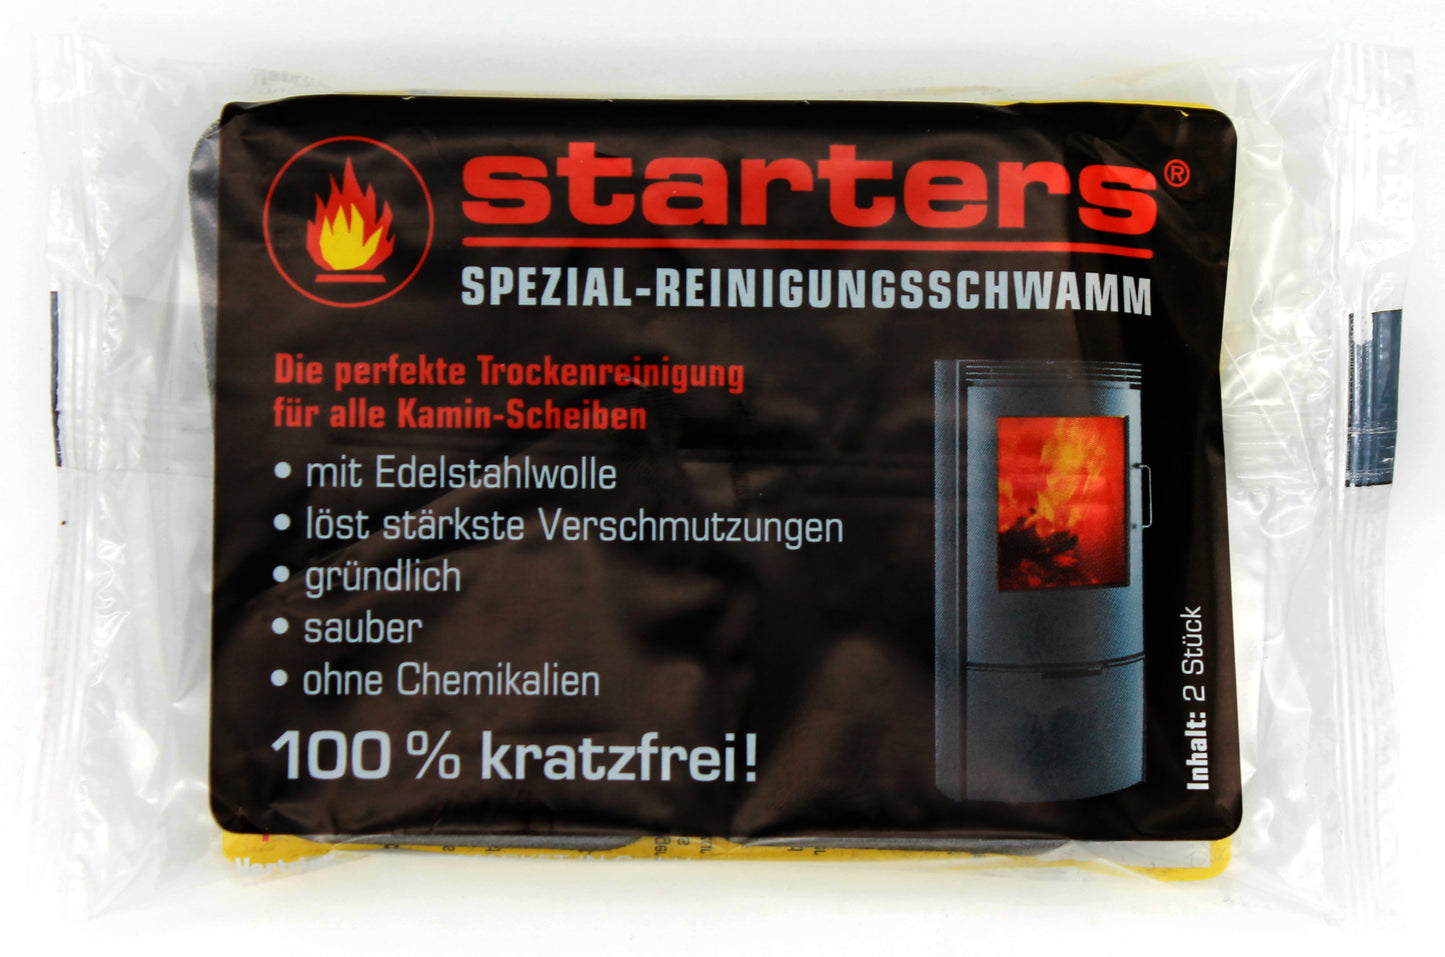 starters®
SPEZIAL-REINIGUNGSSCHWAMM
Die perfekte Trockenreinigung
für alle Kamin-Scheiben
• mit Edelstahlwolle
• löst stärkste Verschmutzungen
• gründlich
• sauber
• ohne Chemikalien
100 % kratzfrei!
Inhalt: 2 Stück